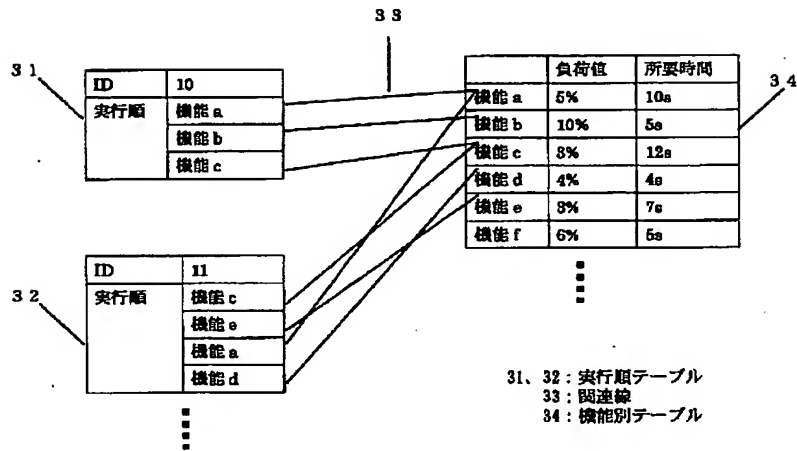 33
31
ID 10
実行順 機能 a
機能 b
機能 c
34
負荷値 所要時間
機能 a 5% 10s
機能 b 10% 5s
機能 c 3% 12s
機能 d 4% 4s
機能 e 3% 7s
機能 f 6% 5s
32
ID 11
実行順 機能 c
機能 e
機能 a
機能 d
31、32：実行順テーブル
33：関連線
34：機能別テーブル